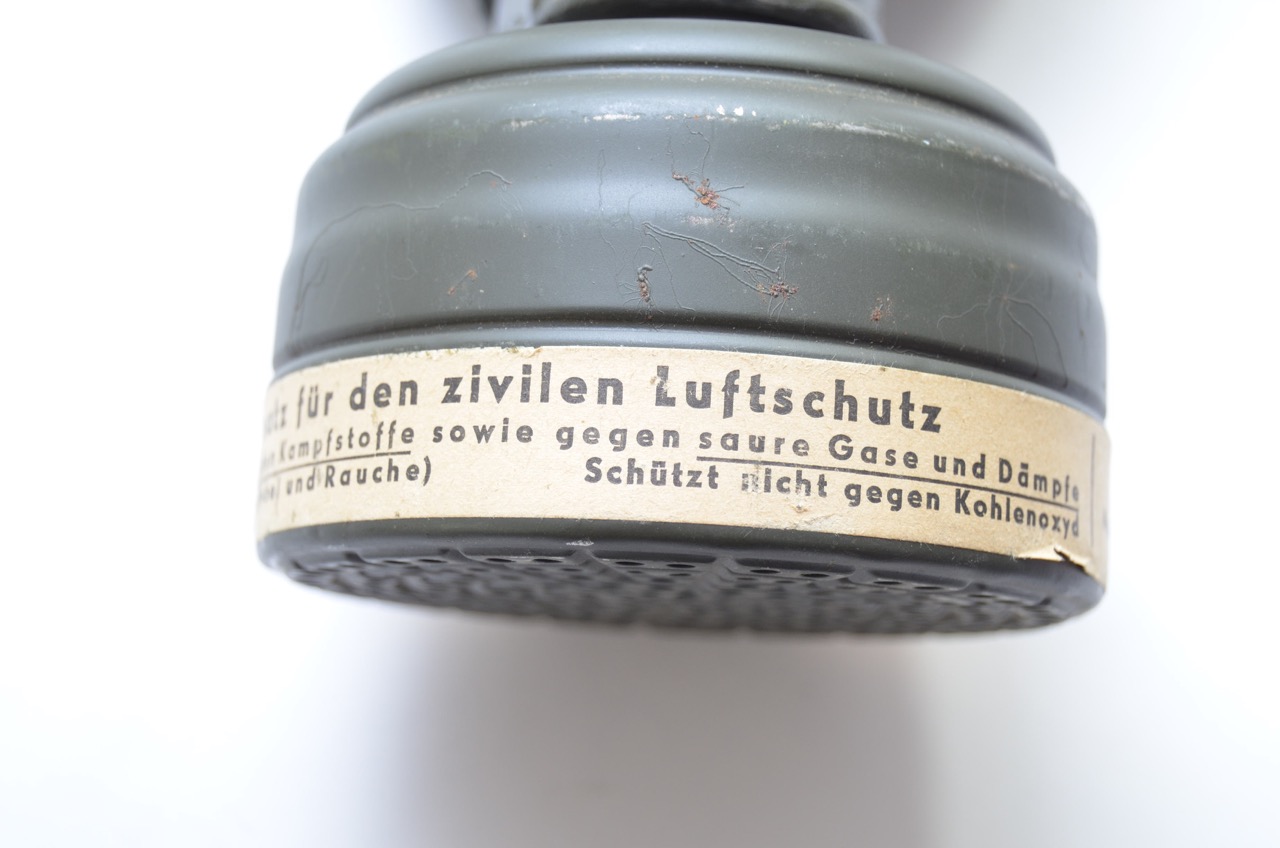 für den zivilen Luftschutz
Kampfstoffe sowie gegen saure Gase und Dämpfe
und Rauche) Schützt nicht gegen Kohlenoxyd